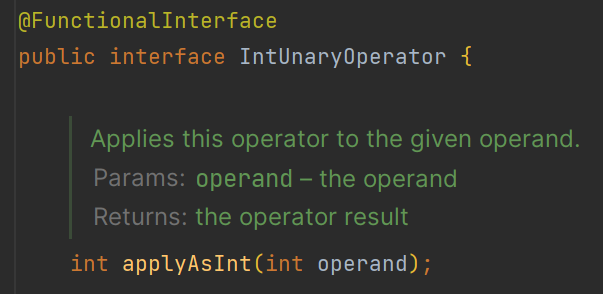 @FunctionalInterface
public interface IntUnaryOperator {
Applies this operator to the given operand.
Params: operand – the operand
Returns: the operator result
int applyAsInt(int operand);